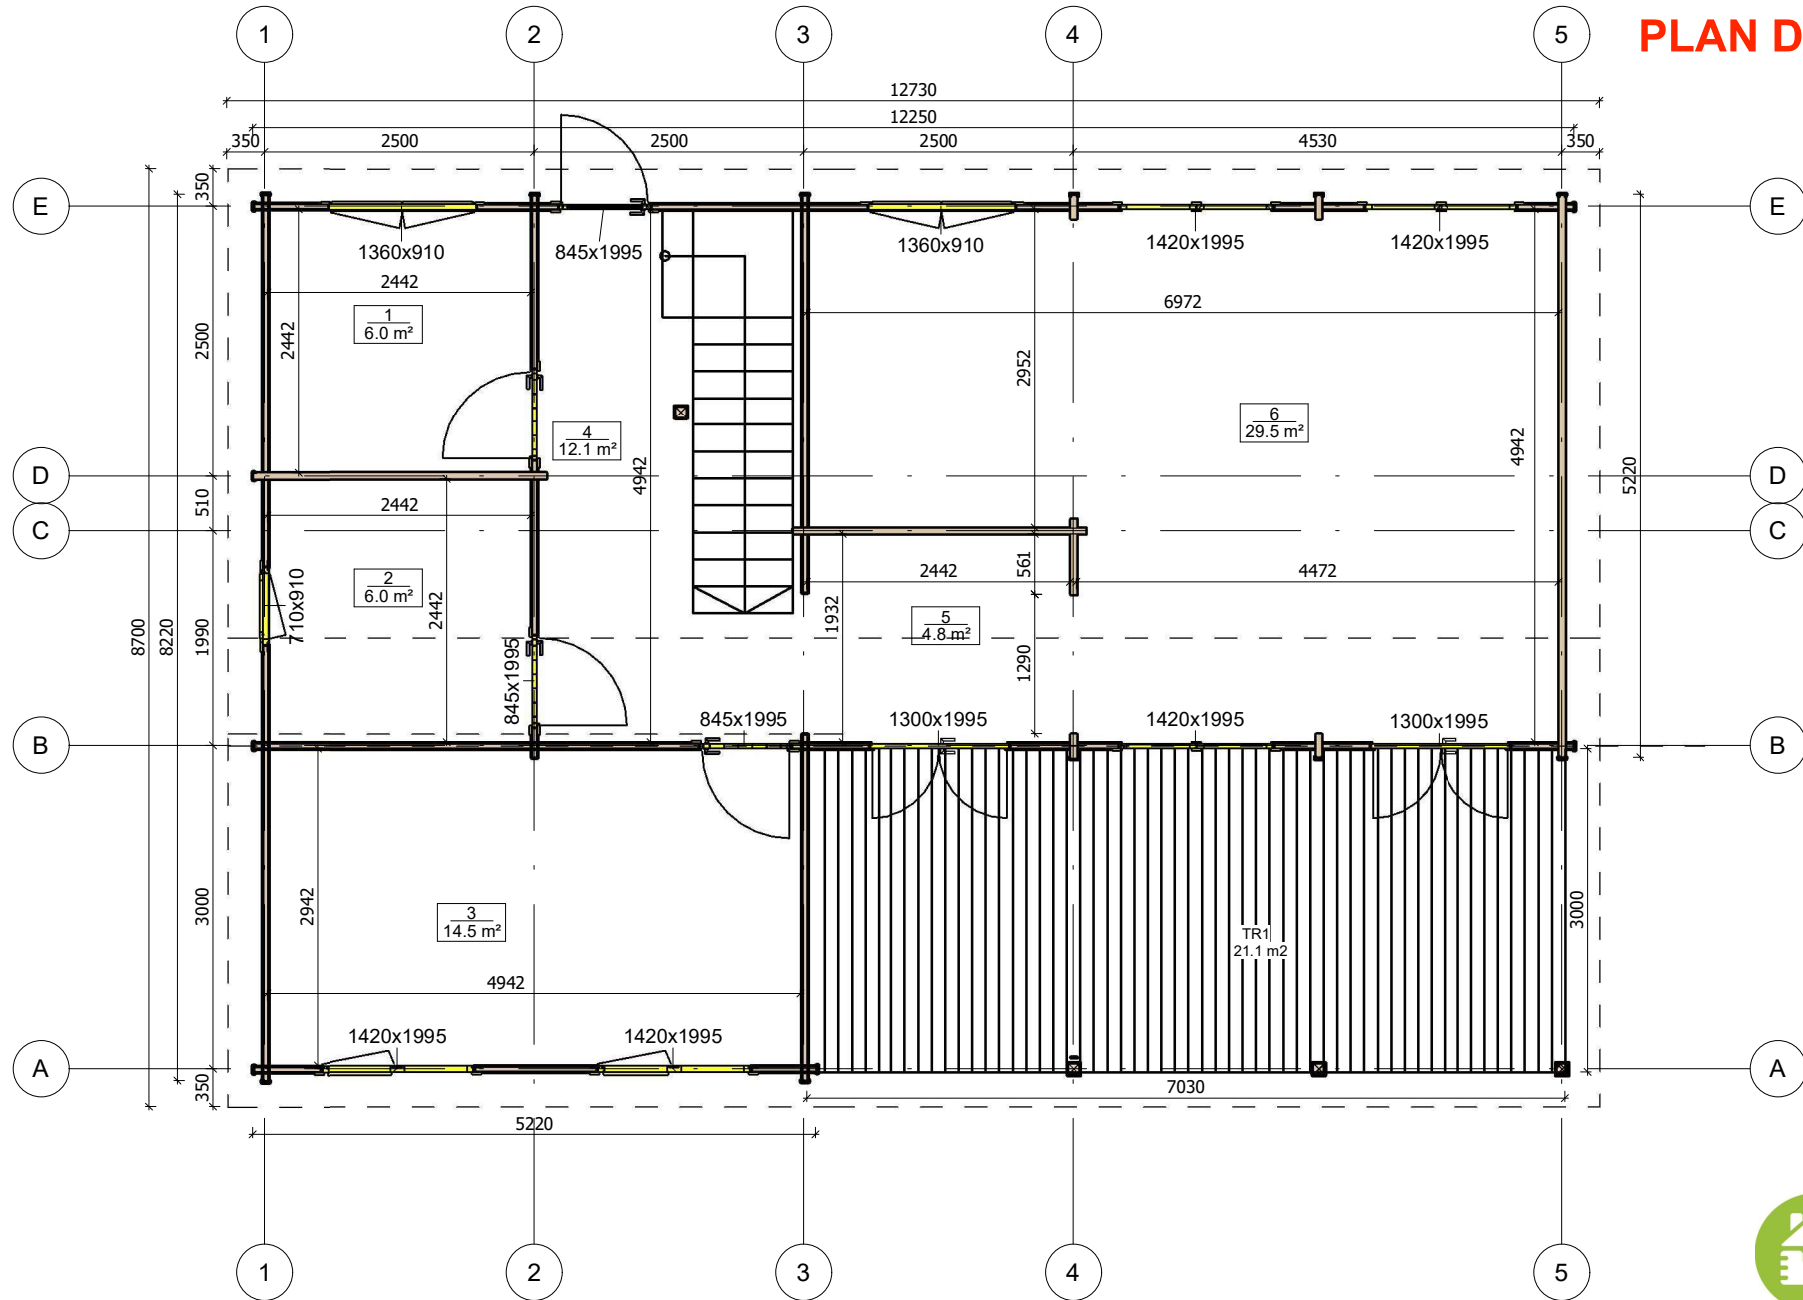 1
2
3
4
5
PLAN D
12730
12250
350
2500
2500
2500
4530
350
350
E
E
1360x910
845x1995
1360x910
1420x1995
1420x1995
2442
6972
1
6.0 m²
2442
2500
2952
6
29.5 m²
4
12.1 m²
4942
4942
5220
D
D
510
2442
C
C
561
2442
4472
2
6.0 m²
710x910
2442
1932
5
4.8 m²
8700
8220
1990
1290
845x1995
845x1995
1300x1995
1420x1995
1300x1995
B
B
3000
2942
3
14.5 m²
TR1
21.1 m2
3000
4942
1420x1995
1420x1995
A
A
350
7030
5220
1
2
3
4
5